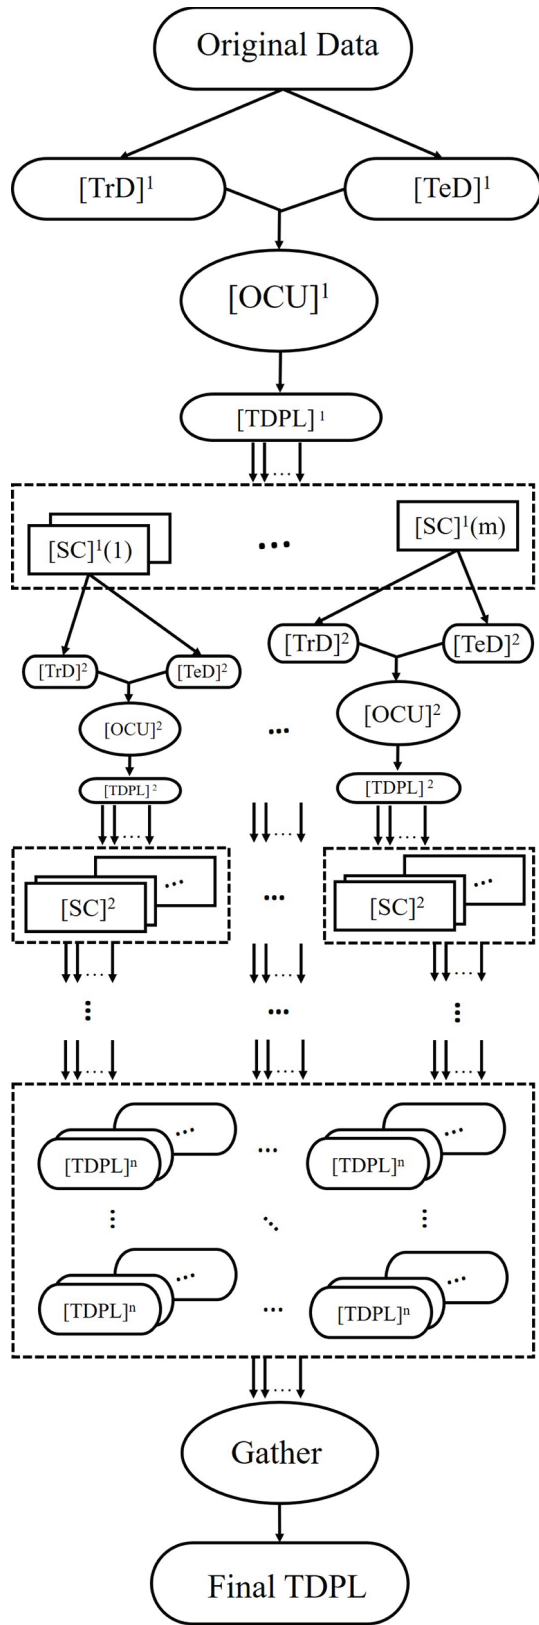 Original Data
[TrD]¹ [TeD]¹
[OCU]¹
[TDPL]¹
...
[SC]¹(1) ... [SC]¹(m)
[TrD]² [TeD]² [TrD]² [TeD]²
[OCU]² ... [OCU]²
[TDPL]² [TDPL]²
... ... ...
... ...
[SC]² ... [SC]²
... ... ...
... ... ...
... ... ...
... ... ...
[TDPL]ⁿ [TDPL]ⁿ
... ... ...
... ... ...
[TDPL]ⁿ ... [TDPL]ⁿ
...
Gather
Final TDPL